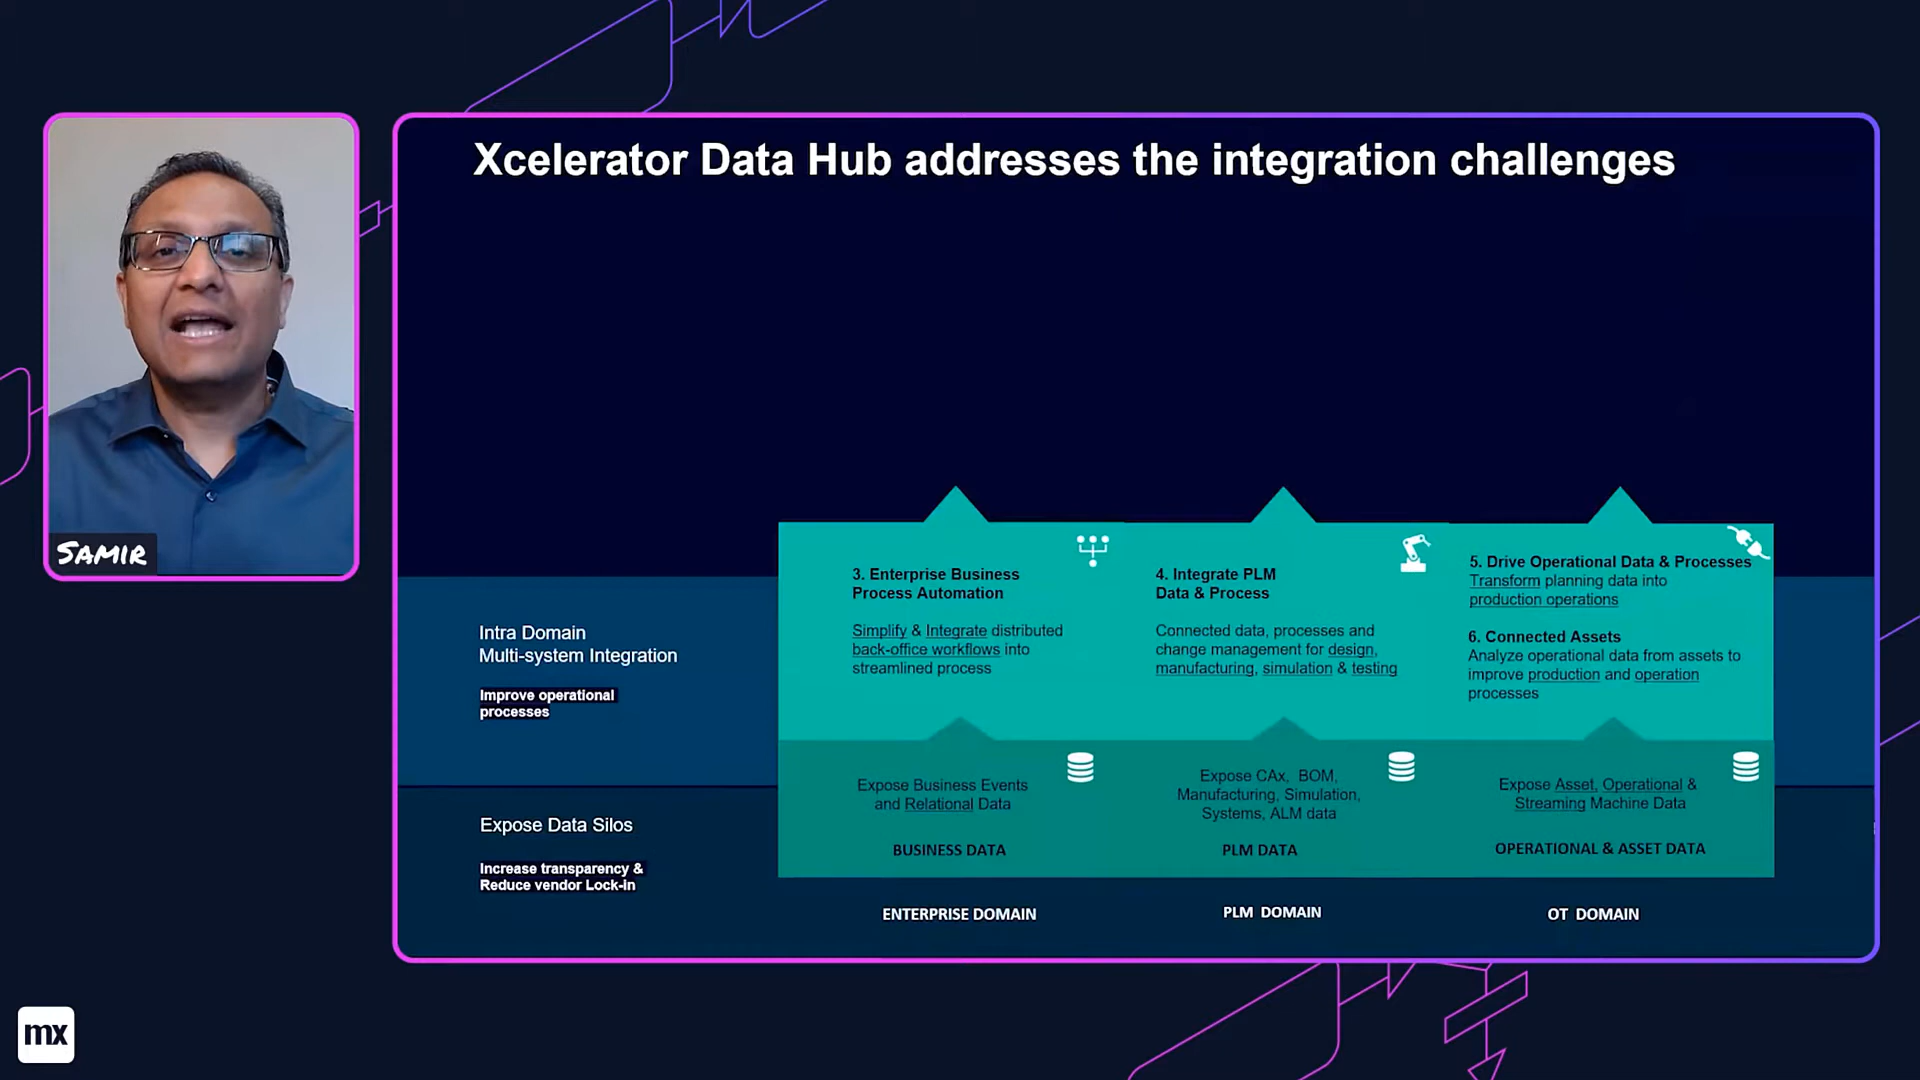 Xcelerator Data Hub addresses the integration challenges
SAMIR
Intra Domain
Multi-system Integration
Improve operational
processes
3. Enterprise Business
Process Automation
Simplify & Integrate distributed
back-office workflows into
streamlined process
4. Integrate PLM
Data & Process
Connected data, processes and
change management for design,
manufacturing, simulation & testing
5. Drive Operational Data & Processes
Transform planning data into
production operations
6. Connected Assets
Analyze operational data from assets to
improve production and operation
processes
Expose Data Silos
Increase transparency &
Reduce vendor Lock-in
Expose Business Events
and Relational Data
BUSINESS DATA
Expose CAx, BOM,
Manufacturing, Simulation,
Systems, ALM data
PLM DATA
Expose Asset, Operational &
Streaming Machine Data
OPERATIONAL & ASSET DATA
ENTERPRISE DOMAIN
PLM DOMAIN
OT DOMAIN
mx